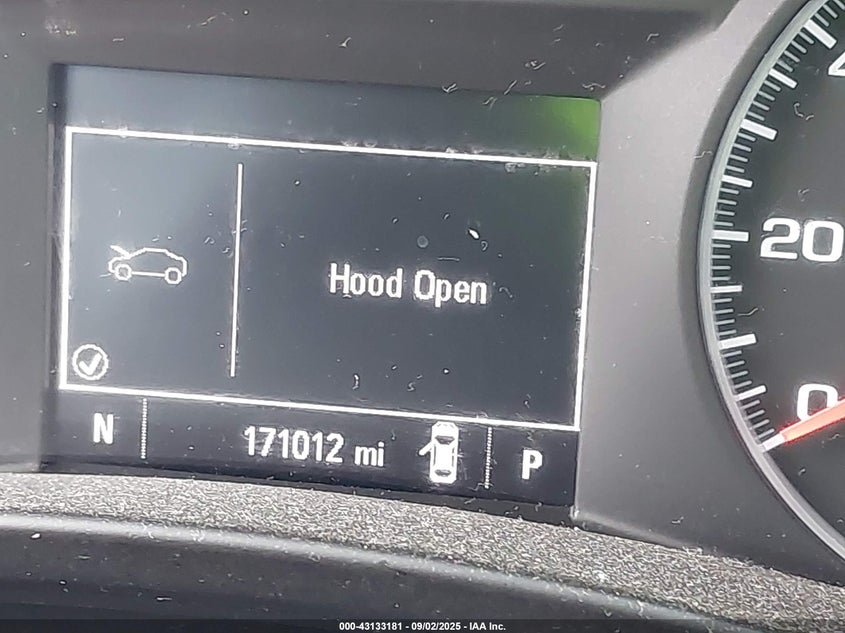 Hood Open
N 171012 mi P
20
0
000-43133181 - 09/02/2025 - IAA Inc.